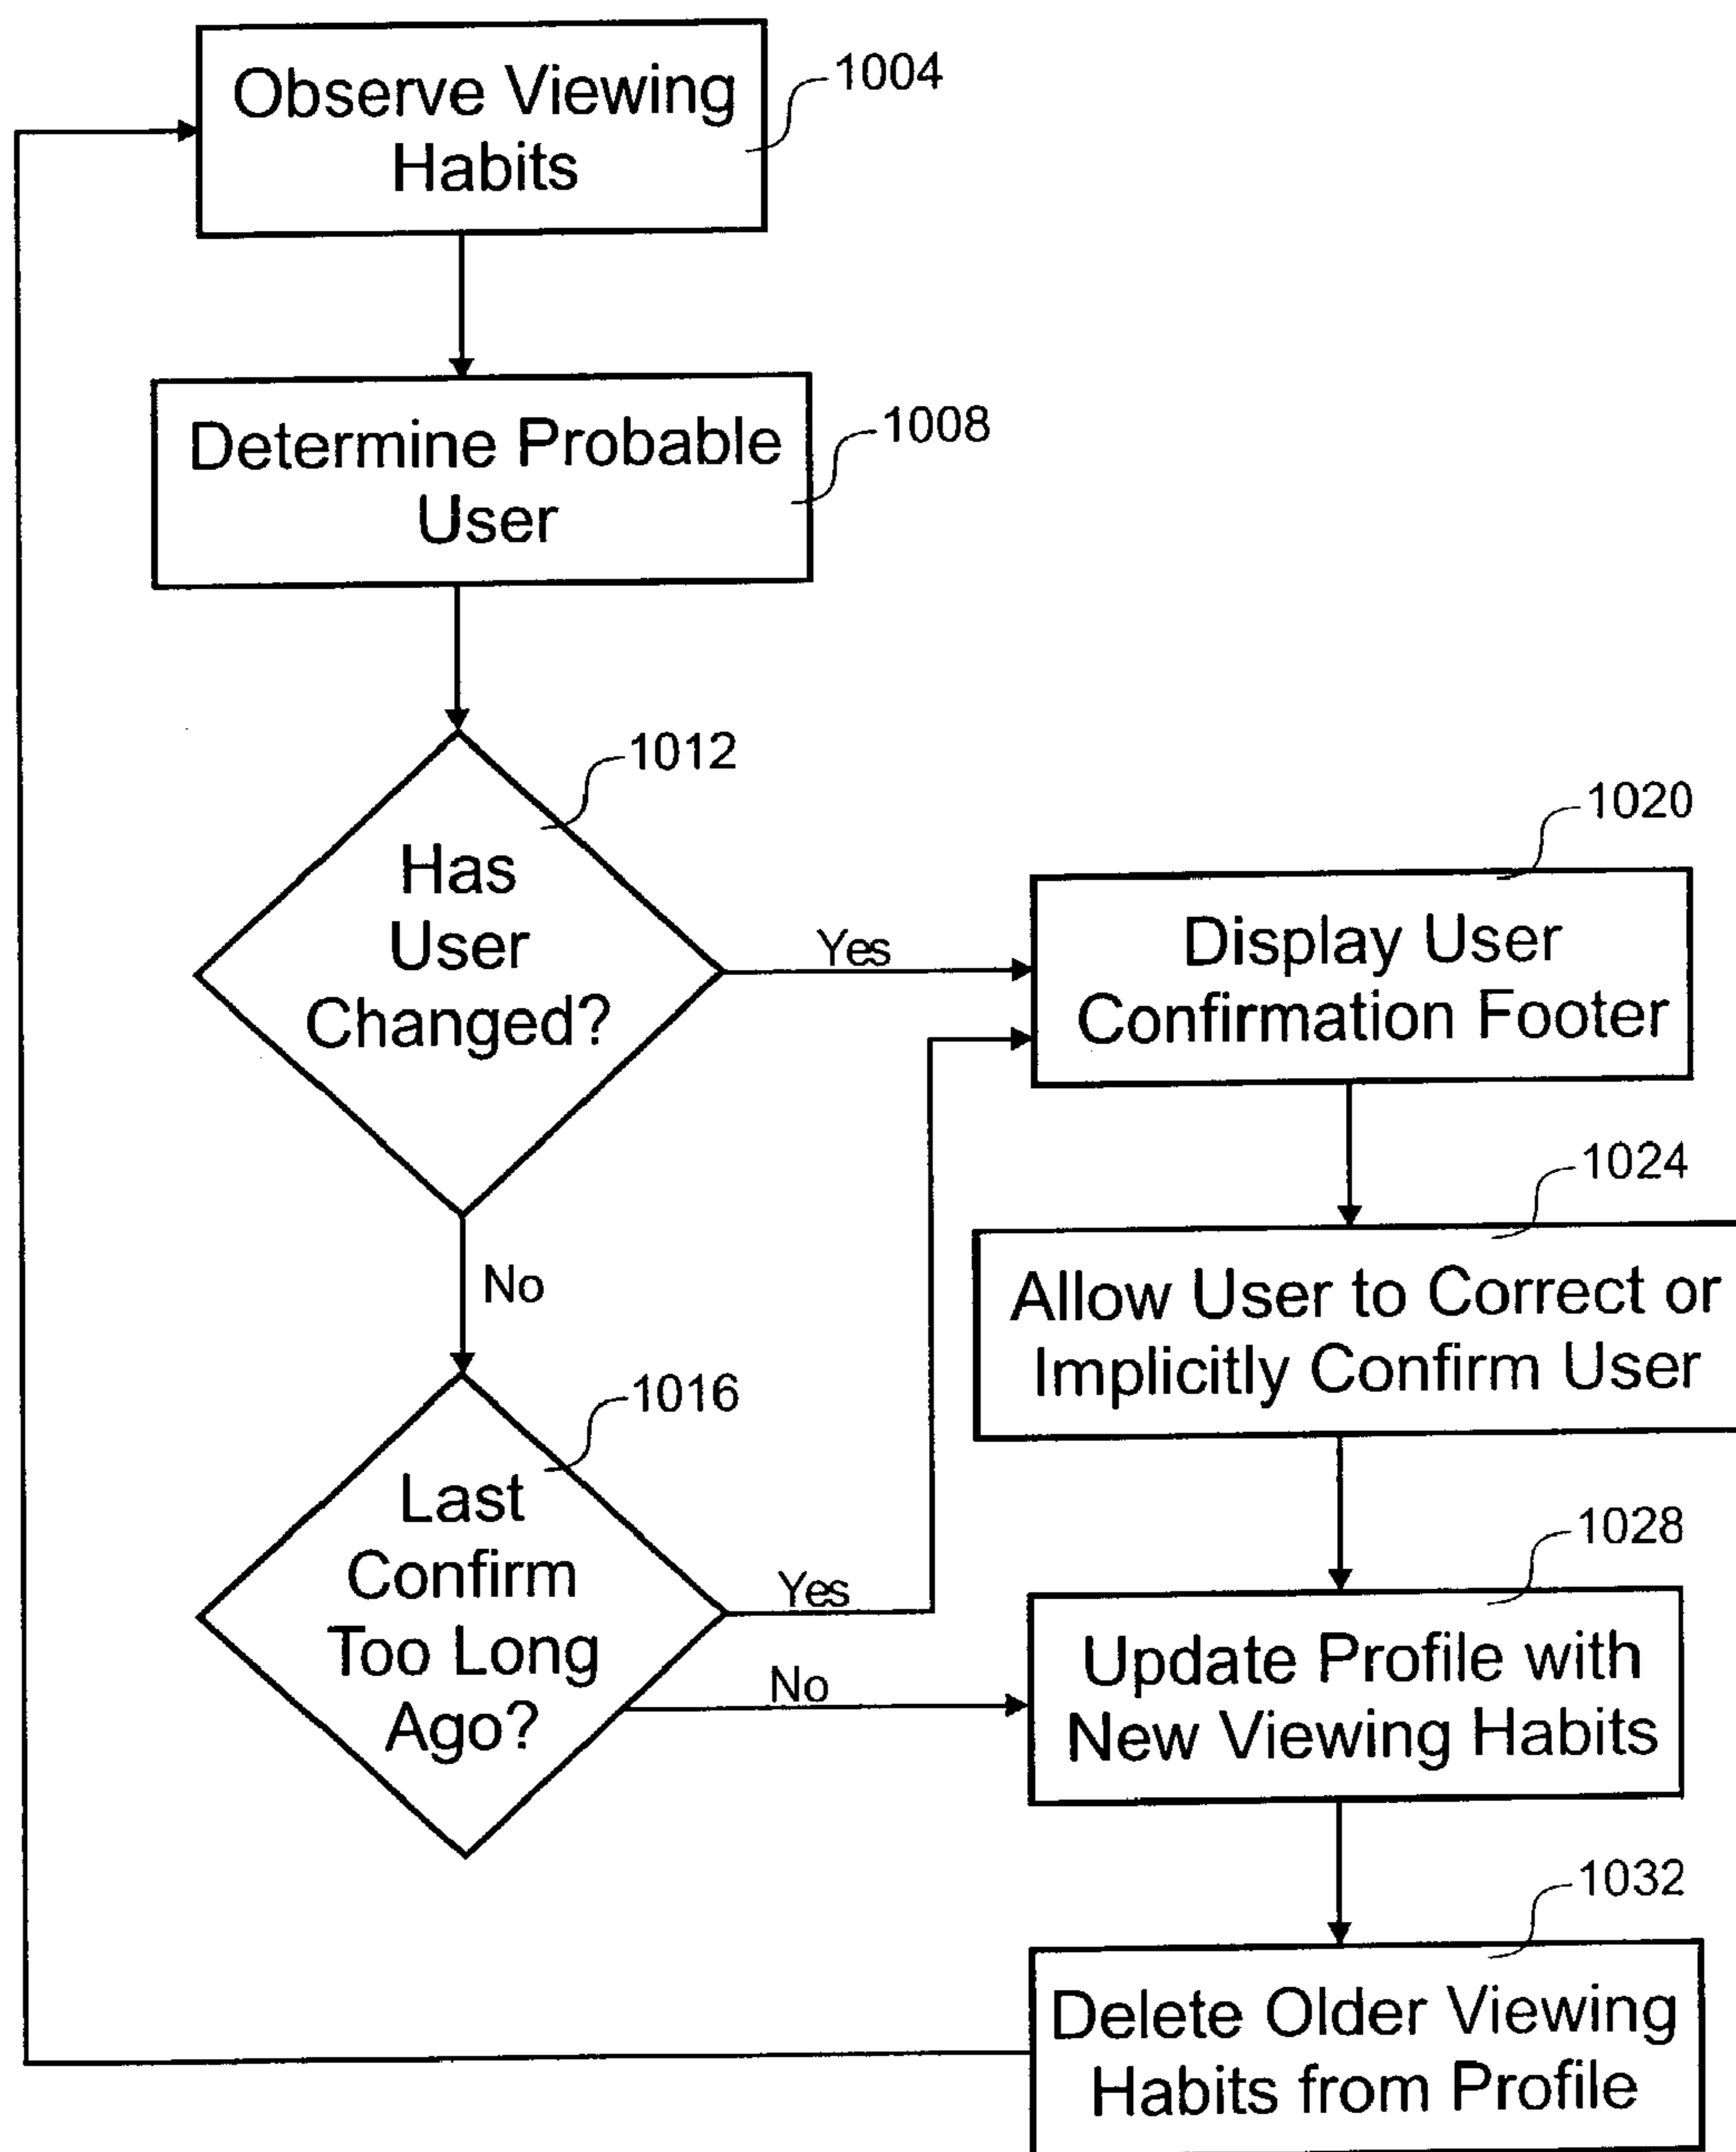 Observe Viewing
Habits
1004
Determine Probable
User
1008
1012
Has
User
Changed?
Yes
No
1020
Display User
Confirmation Footer
1024
Allow User to Correct or
Implicitly Confirm User
1016
Last
Confirm
Too Long
Ago?
Yes
No
1028
Update Profile with
New Viewing Habits
1032
Delete Older Viewing
Habits from Profile